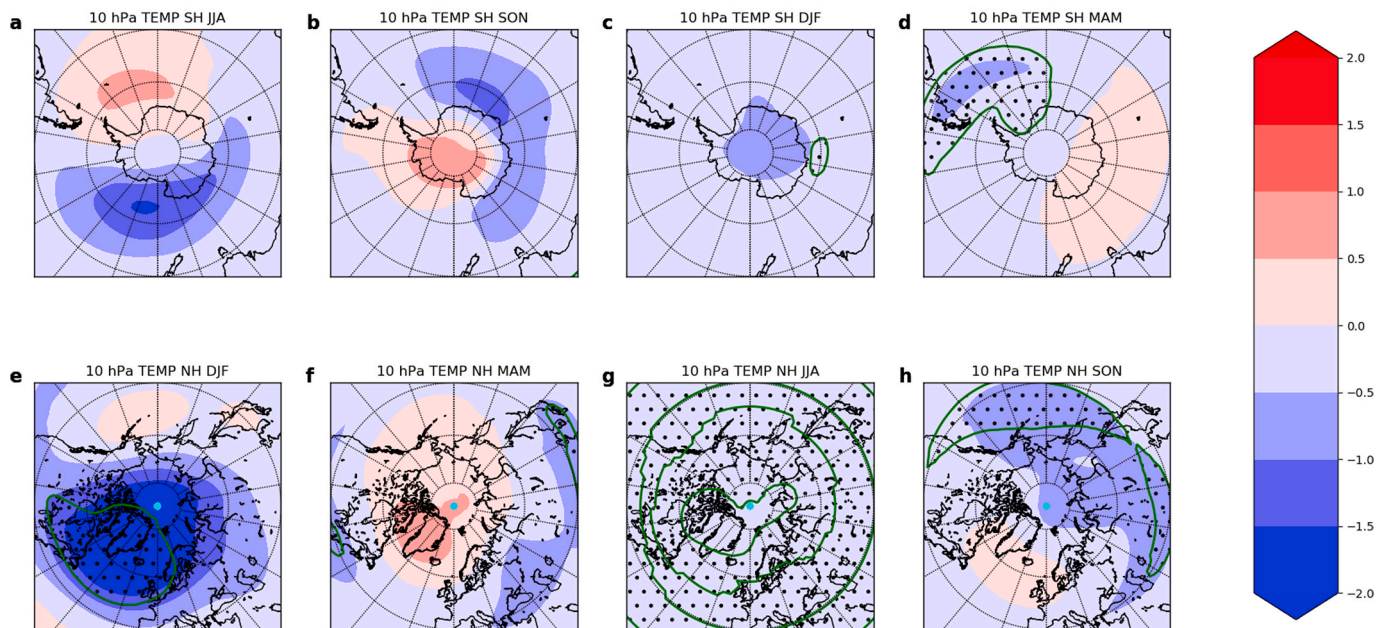 a 10 hPa TEMP SH JJA
b 10 hPa TEMP SH SON
c 10 hPa TEMP SH DJF
d 10 hPa TEMP SH MAM
e 10 hPa TEMP NH DJF
f 10 hPa TEMP NH MAM
g 10 hPa TEMP NH JJA
h 10 hPa TEMP NH SON
2.0
1.5
1.0
0.5
0.0
−0.5
−1.0
−1.5
−2.0